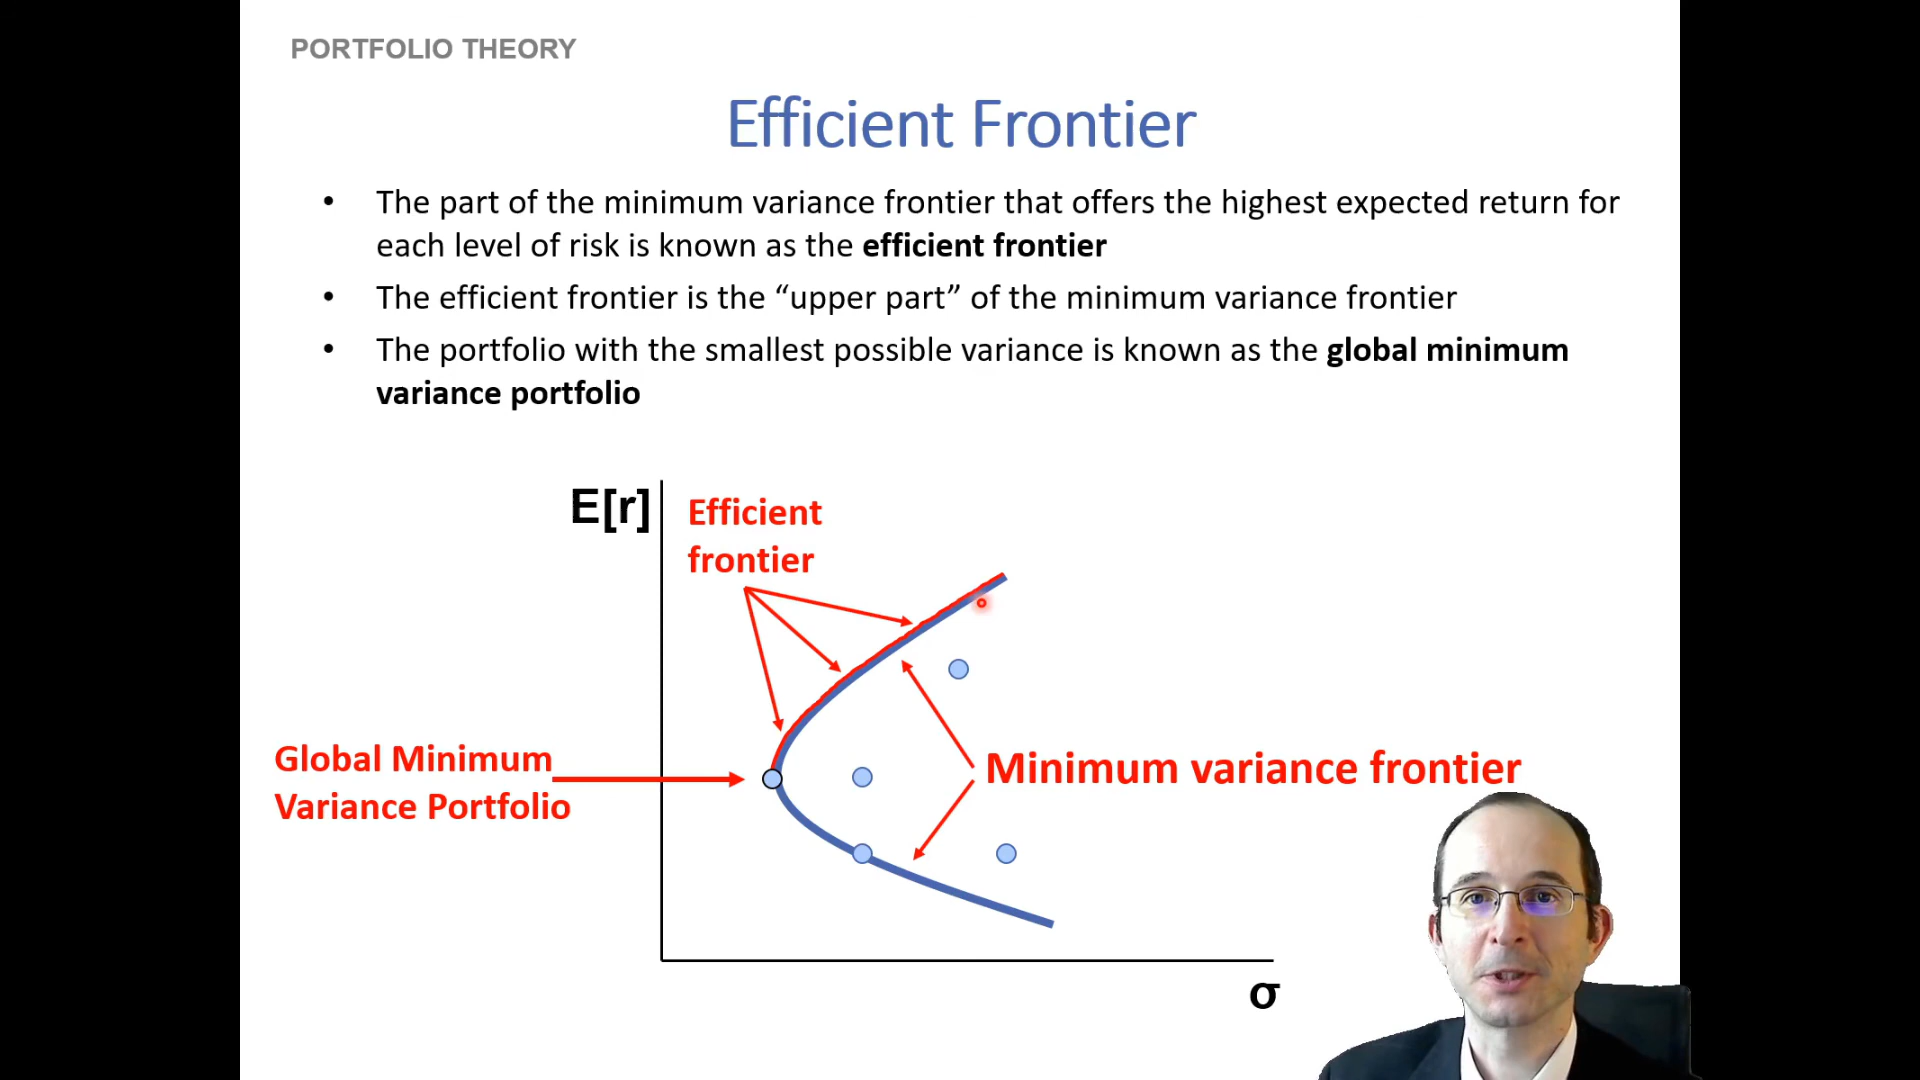 PORTFOLIO THEORY
Efficient Frontier
• The part of the minimum variance frontier that offers the highest expected return for
each level of risk is known as the efficient frontier
• The efficient frontier is the “upper part” of the minimum variance frontier
• The portfolio with the smallest possible variance is known as the global minimum
variance portfolio
E[r]
Efficient
frontier
Global Minimum
Variance Portfolio
Minimum variance frontier
σ